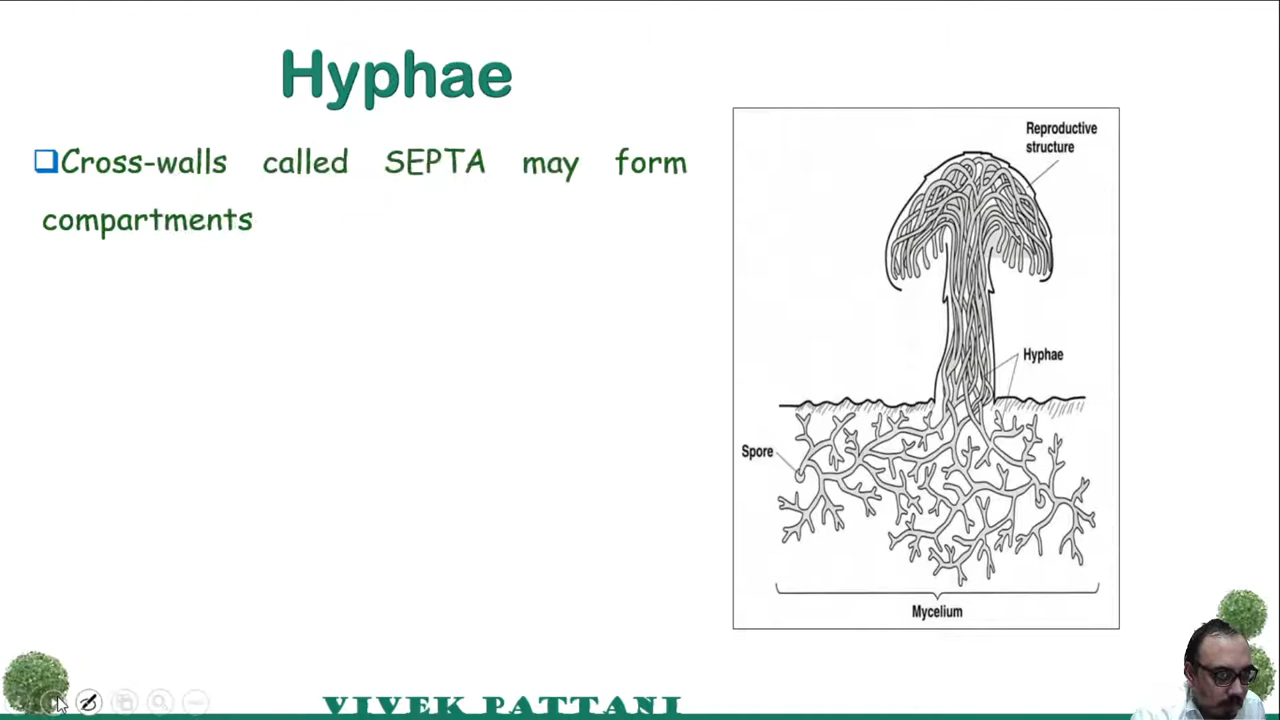 Hyphae
Cross-walls called SEPTA may form
compartments
Reproductive
structure
Hyphae
Spore
Mycelium
VIVEK PATTANI